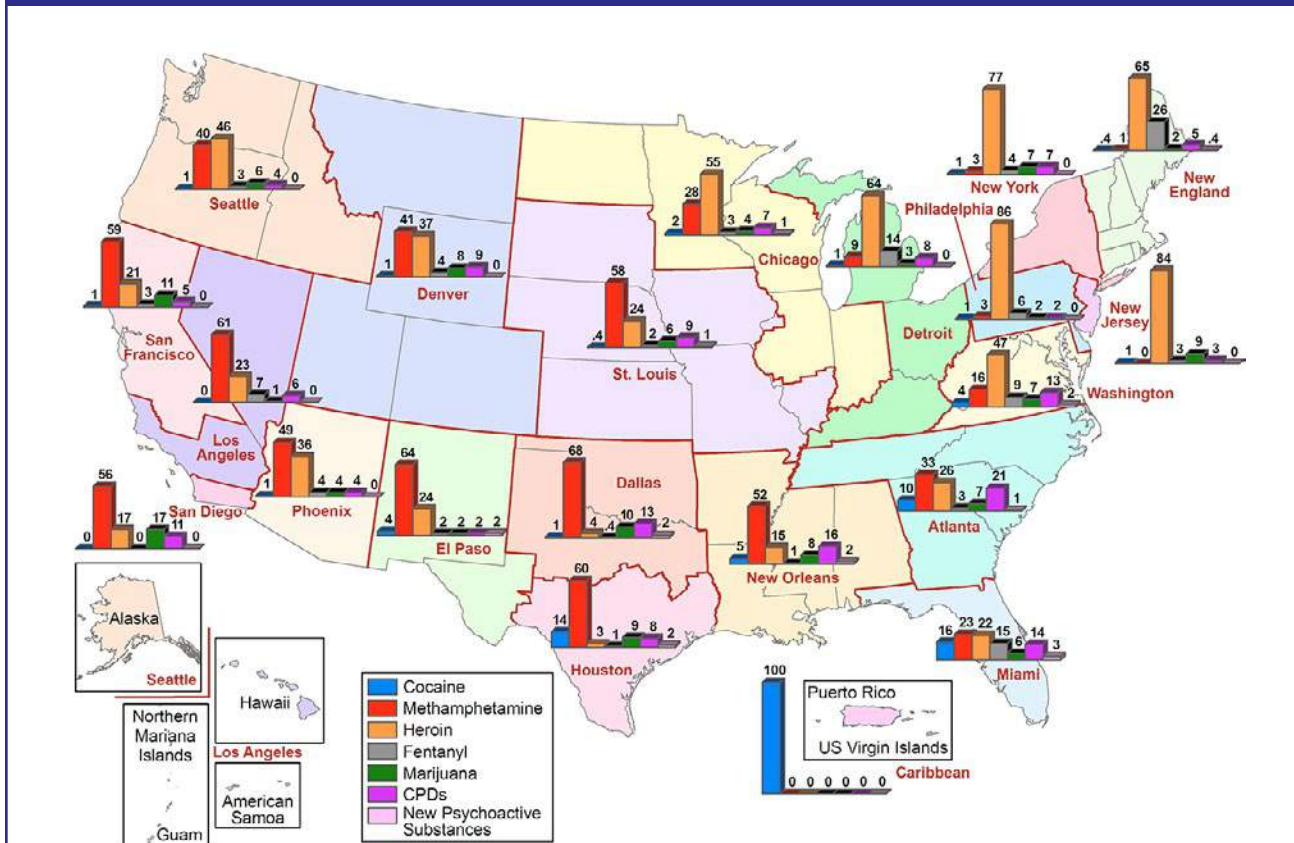 77
1 3 4 7 7 0
New York
65
26
.4 1 2 5 .4
New England
40 46
1 3 6 4 0
Seattle
55
28
2 3 4 7 1
Chicago
64
14
1 9 3 8 0
Detroit
Philadelphia
86
1 3 6 2 2 0
84
New
Jersey
1 0 3 9 3 0
59
21
1 3 11 5 0
San
Francisco
41 37
1 4 8 9 0
Denver
58
24
.4 2 6 9 1
St. Louis
47
16 13
4 9 7 2
Washington
61
23
0 7 1 6 0
Los
Angeles
49
36
1 4 4 4 0
Phoenix
56
17 17
0 0 11 0
San Diego
64
24
4 2 2 2 2
El Paso
68
Dallas
1 4 .4 10 13 2
52
15 16
5 1 8 2
New Orleans
33
26 21
10 3 7 1
Atlanta
60
14
3 1 9 8 2
Houston
16 23 22 15 14
6 3
Miami
Alaska
Seattle
Hawaii
Northern
Mariana
Islands
Los Angeles
American
Samoa
Guam
Cocaine
Methamphetamine
Heroin
Fentanyl
Marijuana
CPDs
New Psychoactive
Substances
100
0 0 0 0 0 0
Puerto Rico
US Virgin Islands
Caribbean